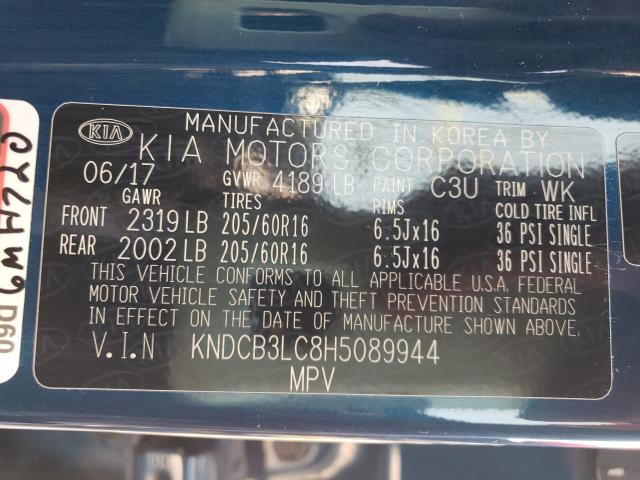 KIA
MANUFACTURED IN KOREA BY
KIA MOTORS CORPORATION
06/17 GVWR 4189 LB PAINT C3U TRIM WK
GAWR TIRES RIMS COLD TIRE INFL
FRONT 2319 LB 205/60R16 6.5Jx16 36 PSI SINGLE
REAR 2002 LB 205/60R16 6.5Jx16 36 PSI SINGLE
THIS VEHICLE CONFORMS TO ALL APPLICABLE U.S.A. FEDERAL
MOTOR VEHICLE SAFETY AND THEFT PREVENTION STANDARDS
IN EFFECT ON THE DATE OF MANUFACTURE SHOWN ABOVE.
V.I.N KNDCB3LC8H5089944
MPV
D60